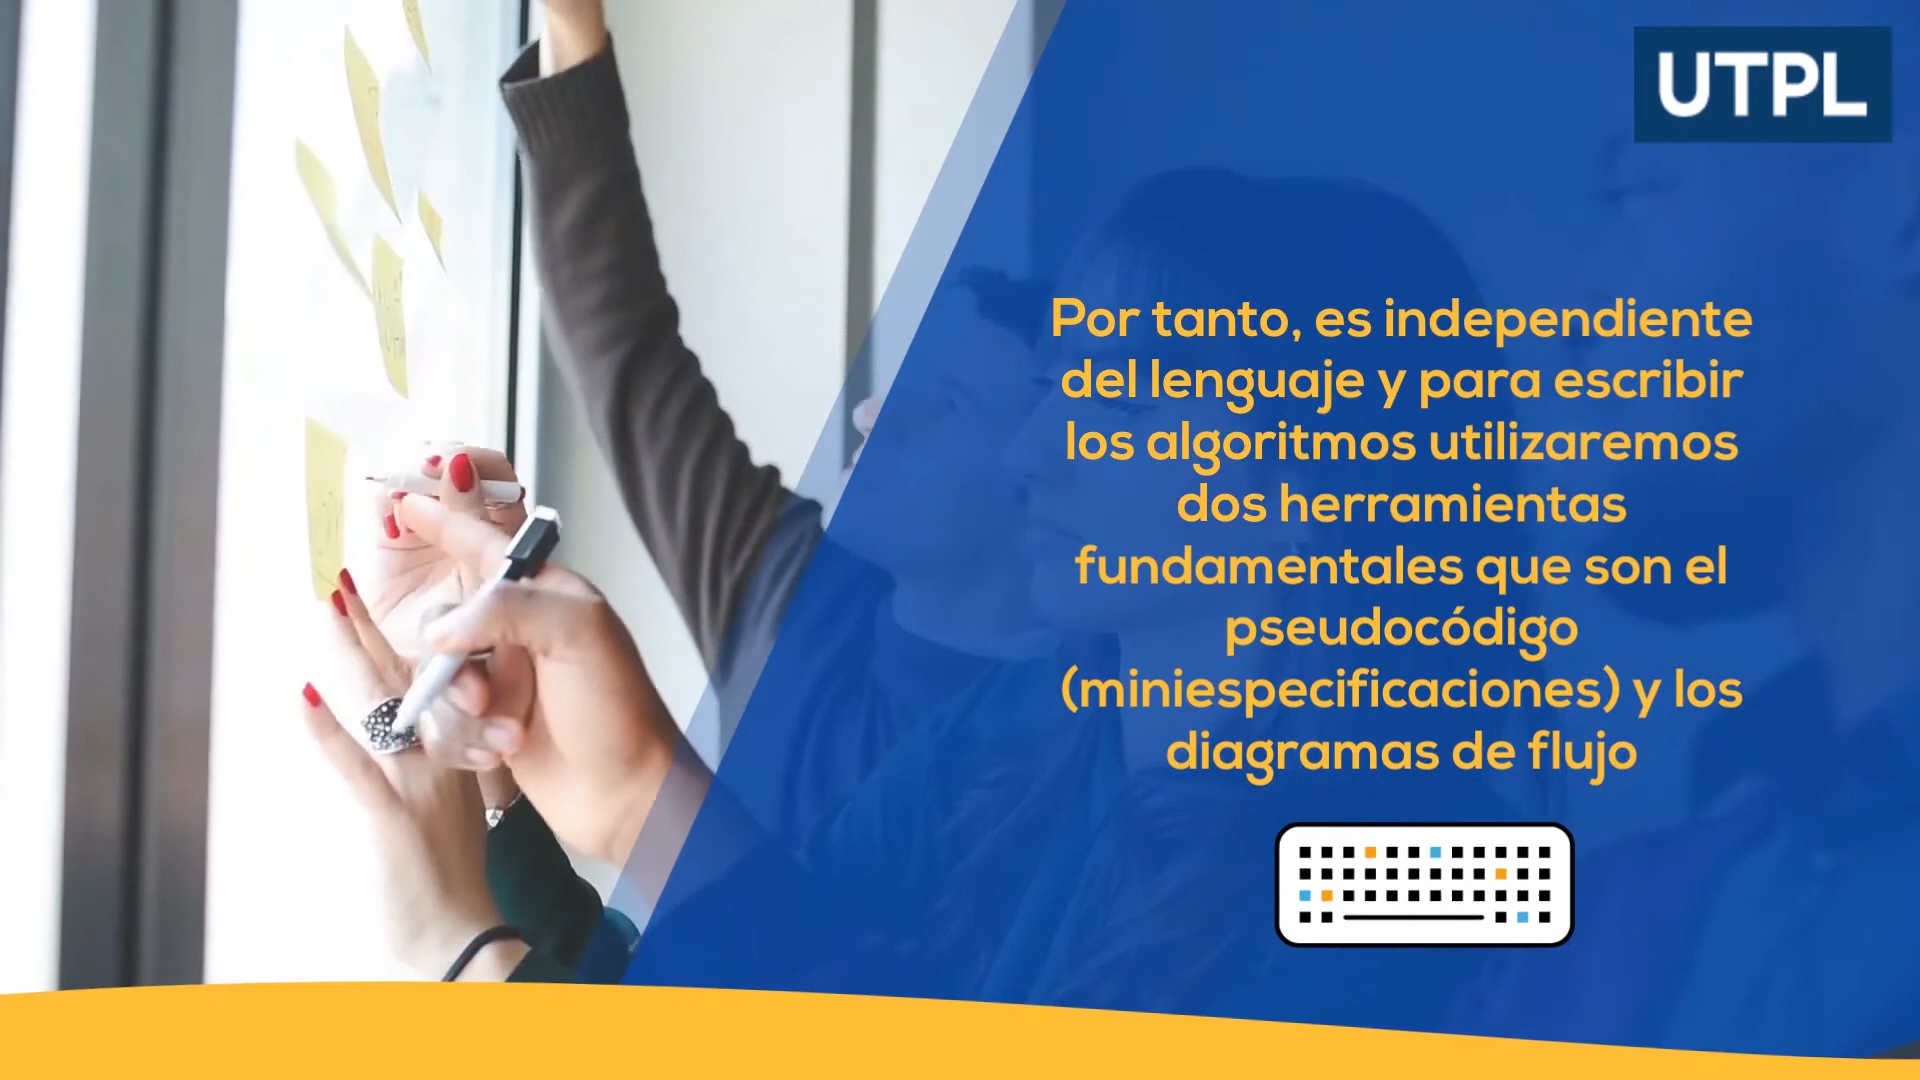 UTPL
Por tanto, es independiente
del lenguaje y para escribir
los algoritmos utilizaremos
dos herramientas
fundamentales que son el
pseudocódigo
(miniespecificaciones) y los
diagramas de flujo